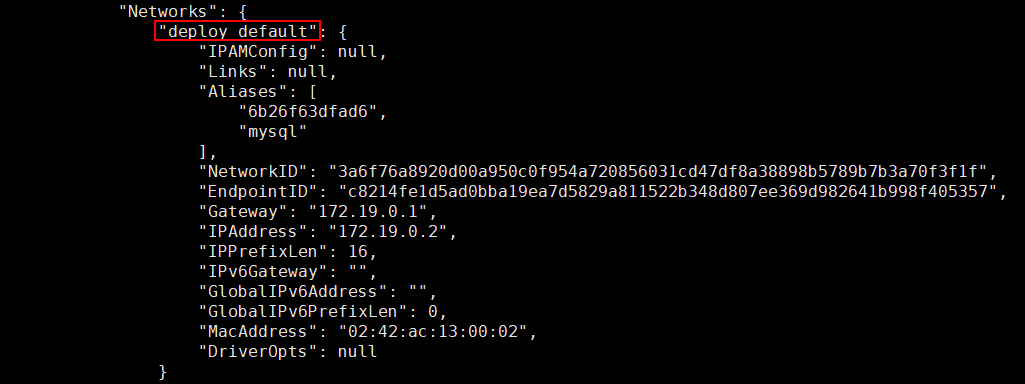 "Networks": {
"deploy_default": {
"IPAMConfig": null,
"Links": null,
"Aliases": [
"6b26f63dfad6",
"mysql"
],
"NetworkID": "3a6f76a8920d00a950c0f954a720856031cd47df8a38898b5789b7b3a70f3f1f",
"EndpointID": "c8214fe1d5ad0bba19ea7d5829a811522b348d807ee369d982641b998f405357",
"Gateway": "172.19.0.1",
"IPAddress": "172.19.0.2",
"IPPrefixLen": 16,
"IPv6Gateway": "",
"GlobalIPv6Address": "",
"GlobalIPv6PrefixLen": 0,
"MacAddress": "02:42:ac:13:00:02",
"DriverOpts": null
}